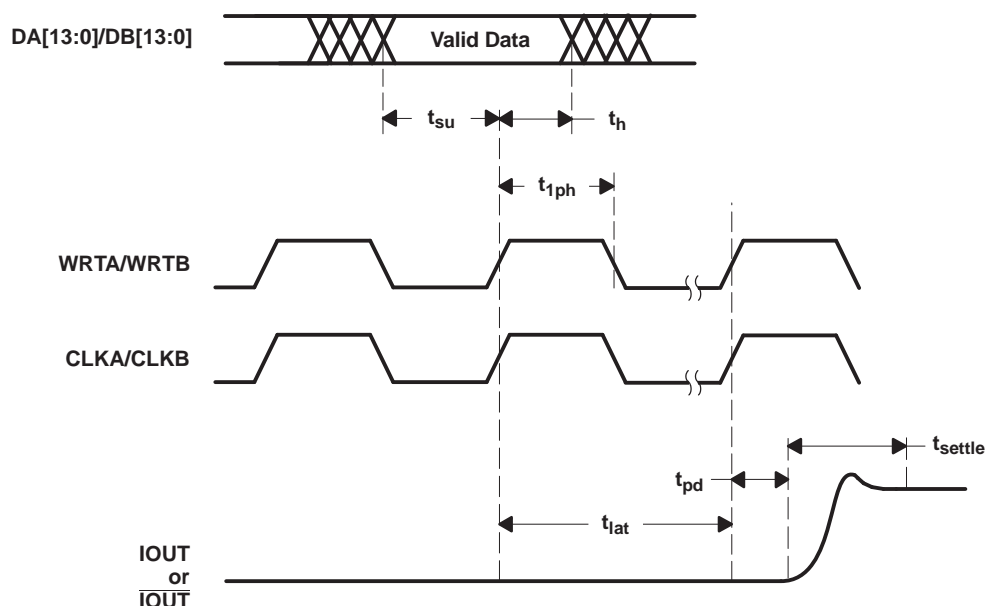 DA[13:0]/DB[13:0]
Valid Data
tsu
th
t1ph
WRTA/WRTB
CLKA/CLKB
tsettle
tpd
tlat
IOUT
or
IOUT